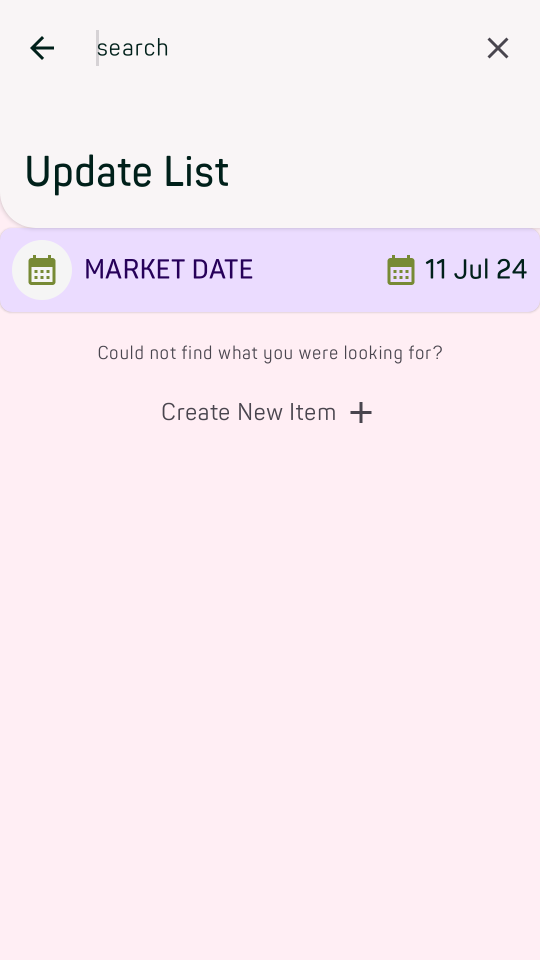 search
Update List
MARKET DATE 11 Jul 24
Could not find what you were looking for?
Create New Item